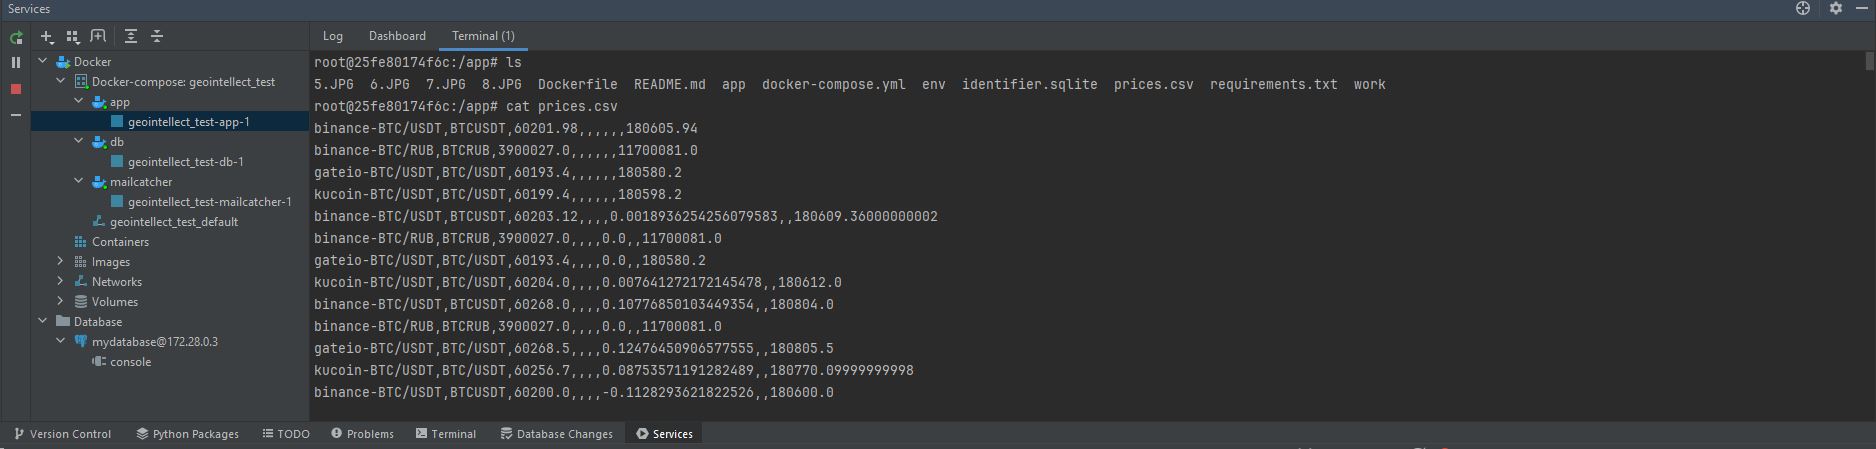 Services
Log Dashboard Terminal (1)
Docker
Docker-compose: geointellect_test
app
geointellect_test-app-1
db
geointellect_test-db-1
mailcatcher
geointellect_test-mailcatcher-1
geointellect_test_default
Containers
Images
Networks
Volumes
Database
mydatabase@172.28.0.3
console
root@25fe80174f6c:/app# ls
5.JPG 6.JPG 7.JPG 8.JPG Dockerfile README.md app docker-compose.yml env identifier.sqlite prices.csv requirements.txt work
root@25fe80174f6c:/app# cat prices.csv
binance-BTC/USDT,BTCUSDT,60201.98,,,,,,180605.94
binance-BTC/RUB,BTCRUB,3900027.0,,,,,,11700081.0
gateio-BTC/USDT,BTC/USDT,60193.4,,,,,,180580.2
kucoin-BTC/USDT,BTC/USDT,60199.4,,,,,,180598.2
binance-BTC/USDT,BTCUSDT,60203.12,,,,0.0018936254256079583,,180609.36000000002
binance-BTC/RUB,BTCRUB,3900027.0,,,,0.0,,11700081.0
gateio-BTC/USDT,BTC/USDT,60193.4,,,,0.0,,180580.2
kucoin-BTC/USDT,BTC/USDT,60204.0,,,,0.007641272172145478,,180612.0
binance-BTC/USDT,BTCUSDT,60268.0,,,,0.10776850103449354,,180804.0
binance-BTC/RUB,BTCRUB,3900027.0,,,,0.0,,11700081.0
gateio-BTC/USDT,BTC/USDT,60268.5,,,,0.12476450906577555,,180805.5
kucoin-BTC/USDT,BTC/USDT,60256.7,,,,0.08753571191282489,,180770.09999999998
binance-BTC/USDT,BTCUSDT,60200.0,,,,-0.1128293621822526,,180600.0
Version Control Python Packages TODO Problems Terminal Database Changes Services